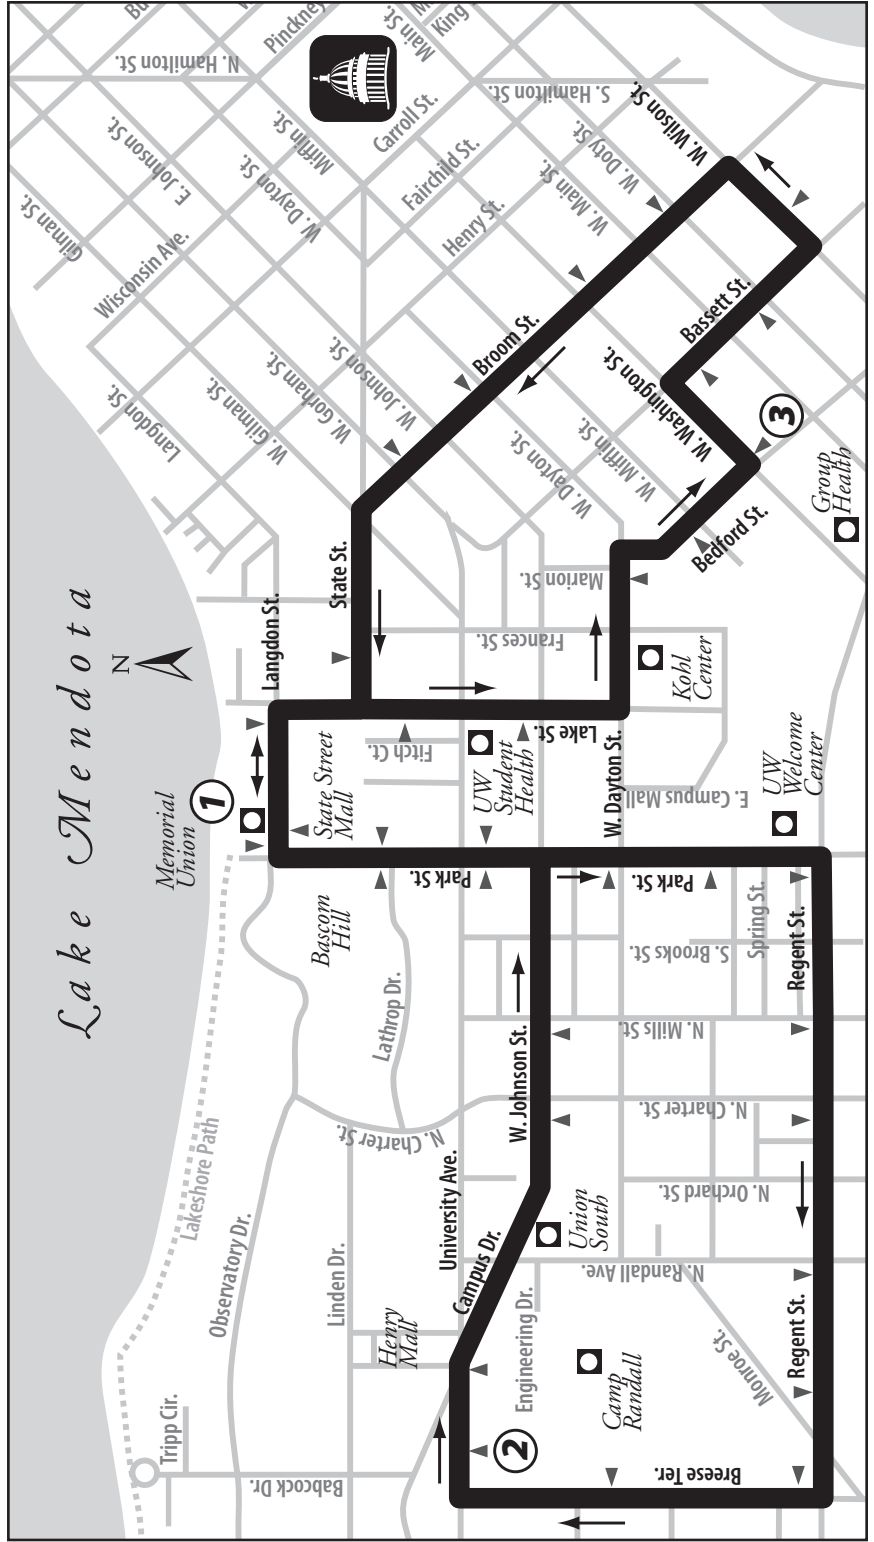 Lake Mendota
N
Gilman St.
E. Johnson St.
N. Hamilton St.
Pinckney
Main St.
King
Wisconsin Ave.
W. Dayton St.
Mifflin St.
Carroll St.
Fairchild St.
Henry St.
S. Hamilton St.
W. Doty St.
W. Main St.
W. Wilson St.
Langdon St.
W. Gilman St.
W. Gorham St.
W. Johnson St.
Broom St.
W. Washington St.
Bassett St.
W. Mifflin St.
W. Dayton St.
Bedford St.
3
Group
Health
Langdon St.
State St.
Frances St.
Marion St.
Kohl
Center
Memorial
Union
1
State Street
Mall
Fitch Ct.
UW
Student
Health
Lake St.
W. Dayton St.
E. Campus Mall
UW
Welcome
Center
Bascom
Hill
Park St.
Park St.
Lathrop Dr.
S. Brooks St.
Spring St.
Regent St.
N. Mills St.
W. Johnson St.
N. Charter St.
N. Charter St.
Lakeshore Path
Observatory Dr.
Linden Dr.
University Ave.
Campus Dr.
Union
South
N. Orchard St.
N. Randall Ave.
Henry
Mall
Engineering Dr.
Camp
Randall
Monroe St.
Regent St.
Tripp Cir.
Babcock Dr.
2
Breese Ter.